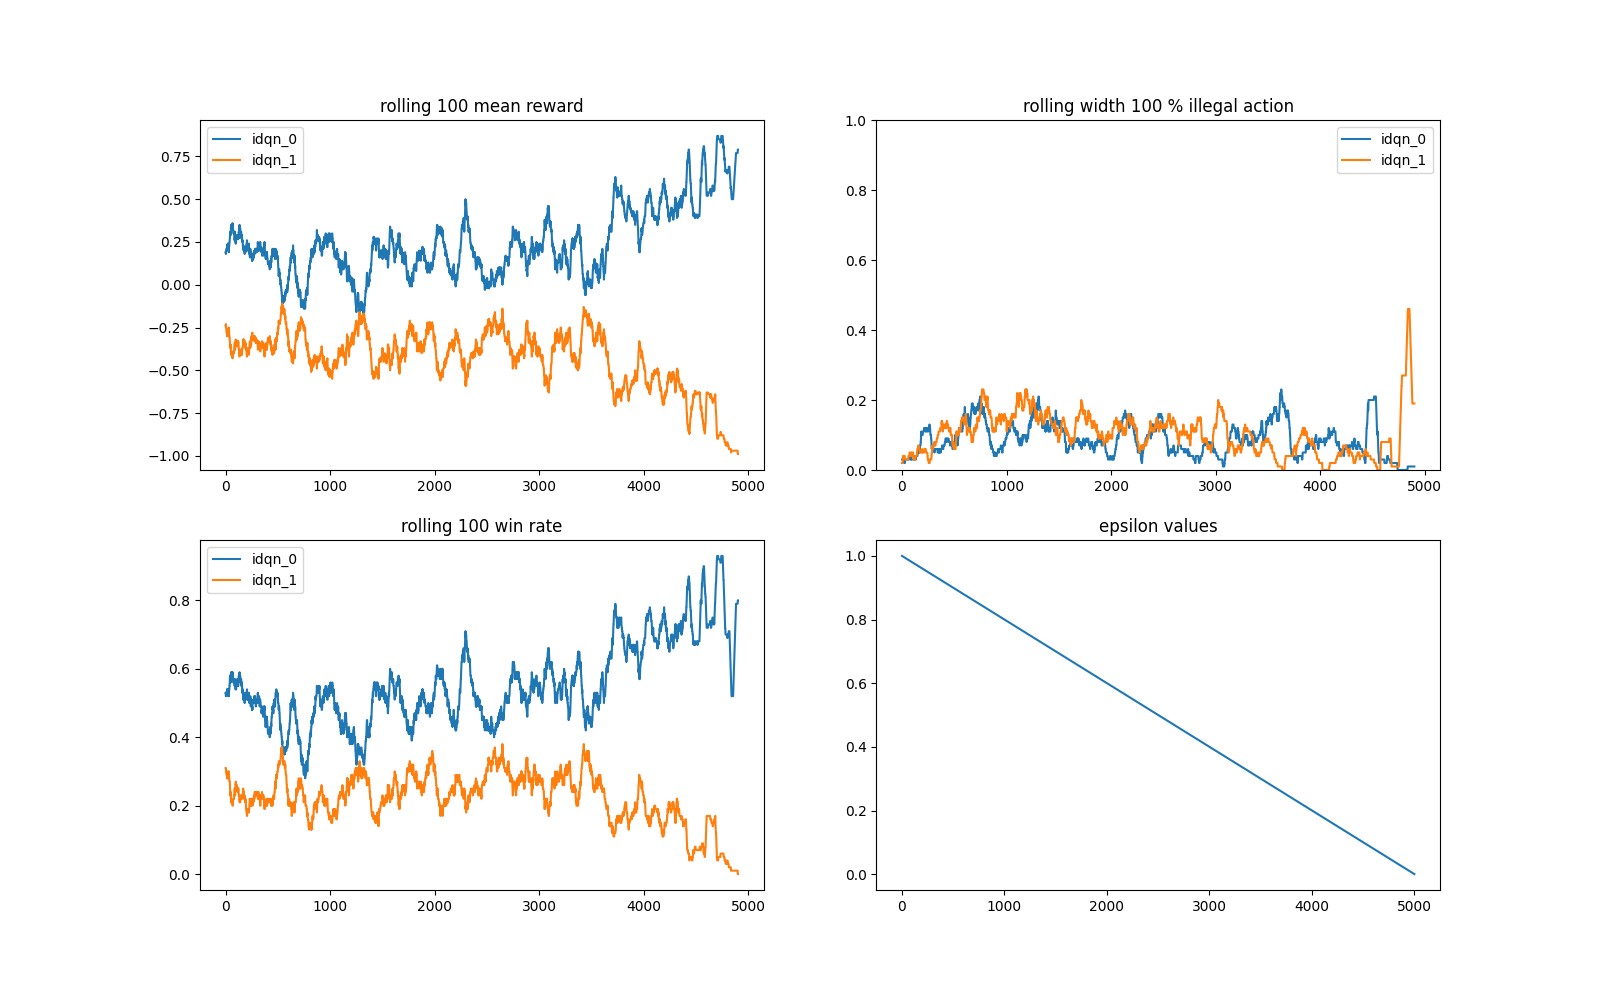 rolling 100 mean reward
idqn_0
idqn_1
0.75
0.50
0.25
0.00
−0.25
−0.50
−0.75
−1.00
0 1000 2000 3000 4000 5000
rolling width 100 % illegal action
idqn_0
idqn_1
1.0
0.8
0.6
0.4
0.2
0.0
0 1000 2000 3000 4000 5000
rolling 100 win rate
idqn_0
idqn_1
0.8
0.6
0.4
0.2
0.0
0 1000 2000 3000 4000 5000
epsilon values
1.0
0.8
0.6
0.4
0.2
0.0
0 1000 2000 3000 4000 5000